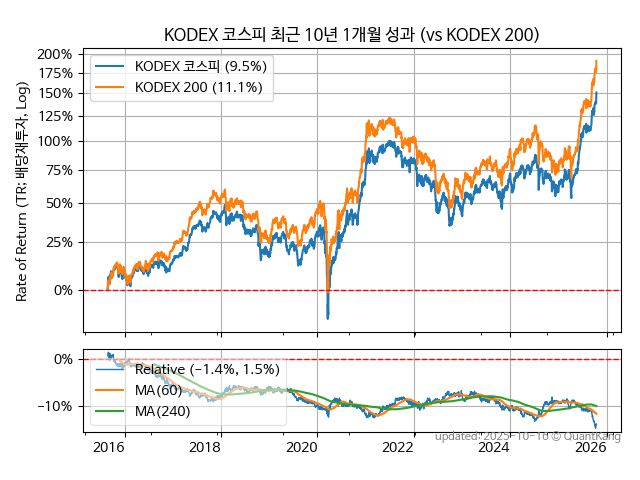 KODEX 코스피 최근 10년 1개월 성과 (vs KODEX 200)
Rate of Return (TR: 배당재투자, Log)
200%
175%
150%
125%
100%
75%
50%
25%
0%
KODEX 코스피 (9.5%)
KODEX 200 (11.1%)
0%
−10%
Relative (−1.4%, 1.5%)
MA(60)
MA(240)
updated: 2025-10-16 © QuantKang
2016
2018
2020
2022
2024
2026